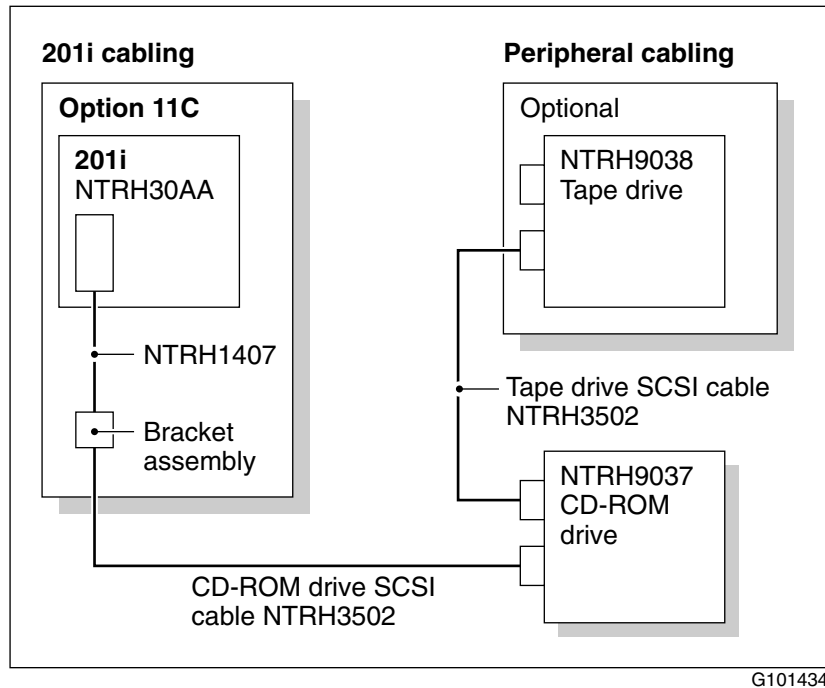 201i cabling
Peripheral cabling
Option 11C
201i
NTRH30AA
NTRH1407
Bracket
assembly
Optional
NTRH9038
Tape drive
Tape drive SCSI cable
NTRH3502
NTRH9037
CD-ROM
drive
CD-ROM drive SCSI
cable NTRH3502
G101434